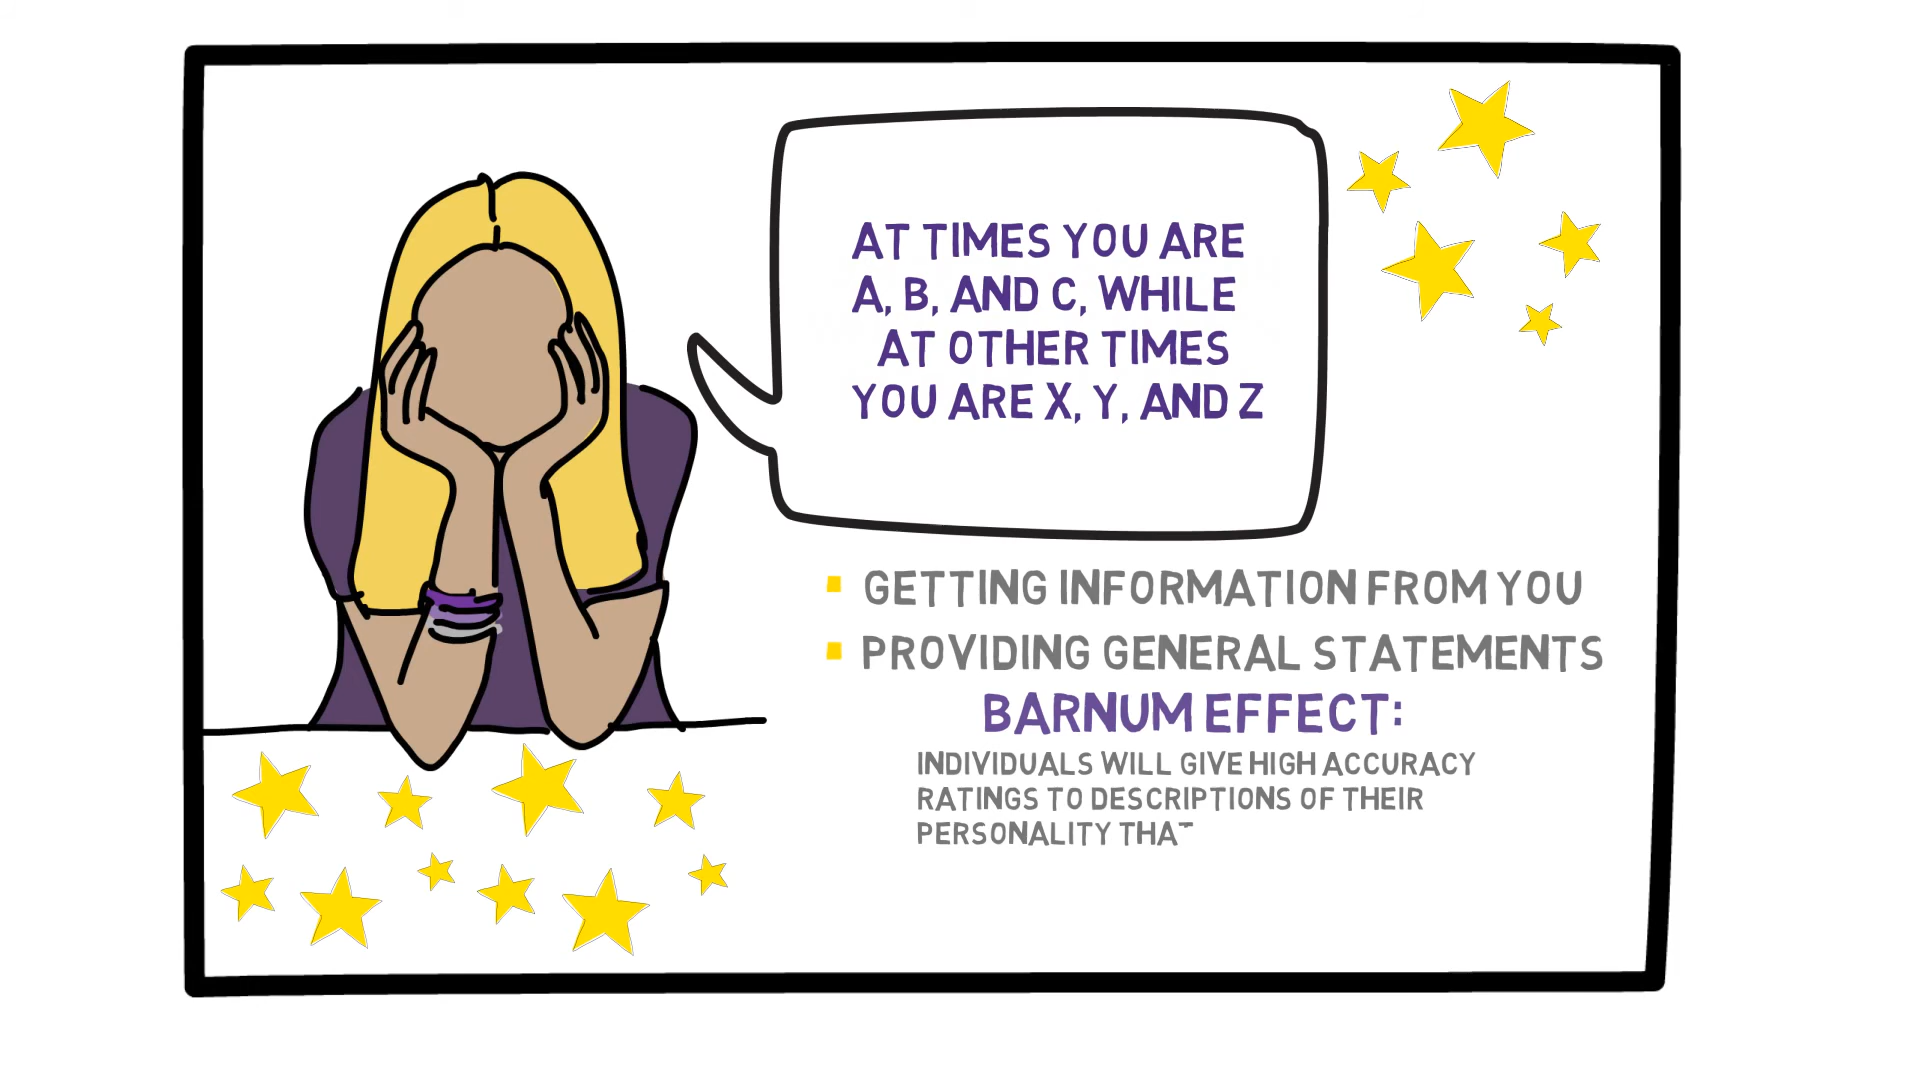 AT TIMES YOU ARE
A, B, AND C, WHILE
AT OTHER TIMES
YOU ARE X, Y, AND Z
GETTING INFORMATION FROM YOU
PROVIDING GENERAL STATEMENTS
BARNUM EFFECT:
INDIVIDUALS WILL GIVE HIGH ACCURACY
RATINGS TO DESCRIPTIONS OF THEIR
PERSONALITY